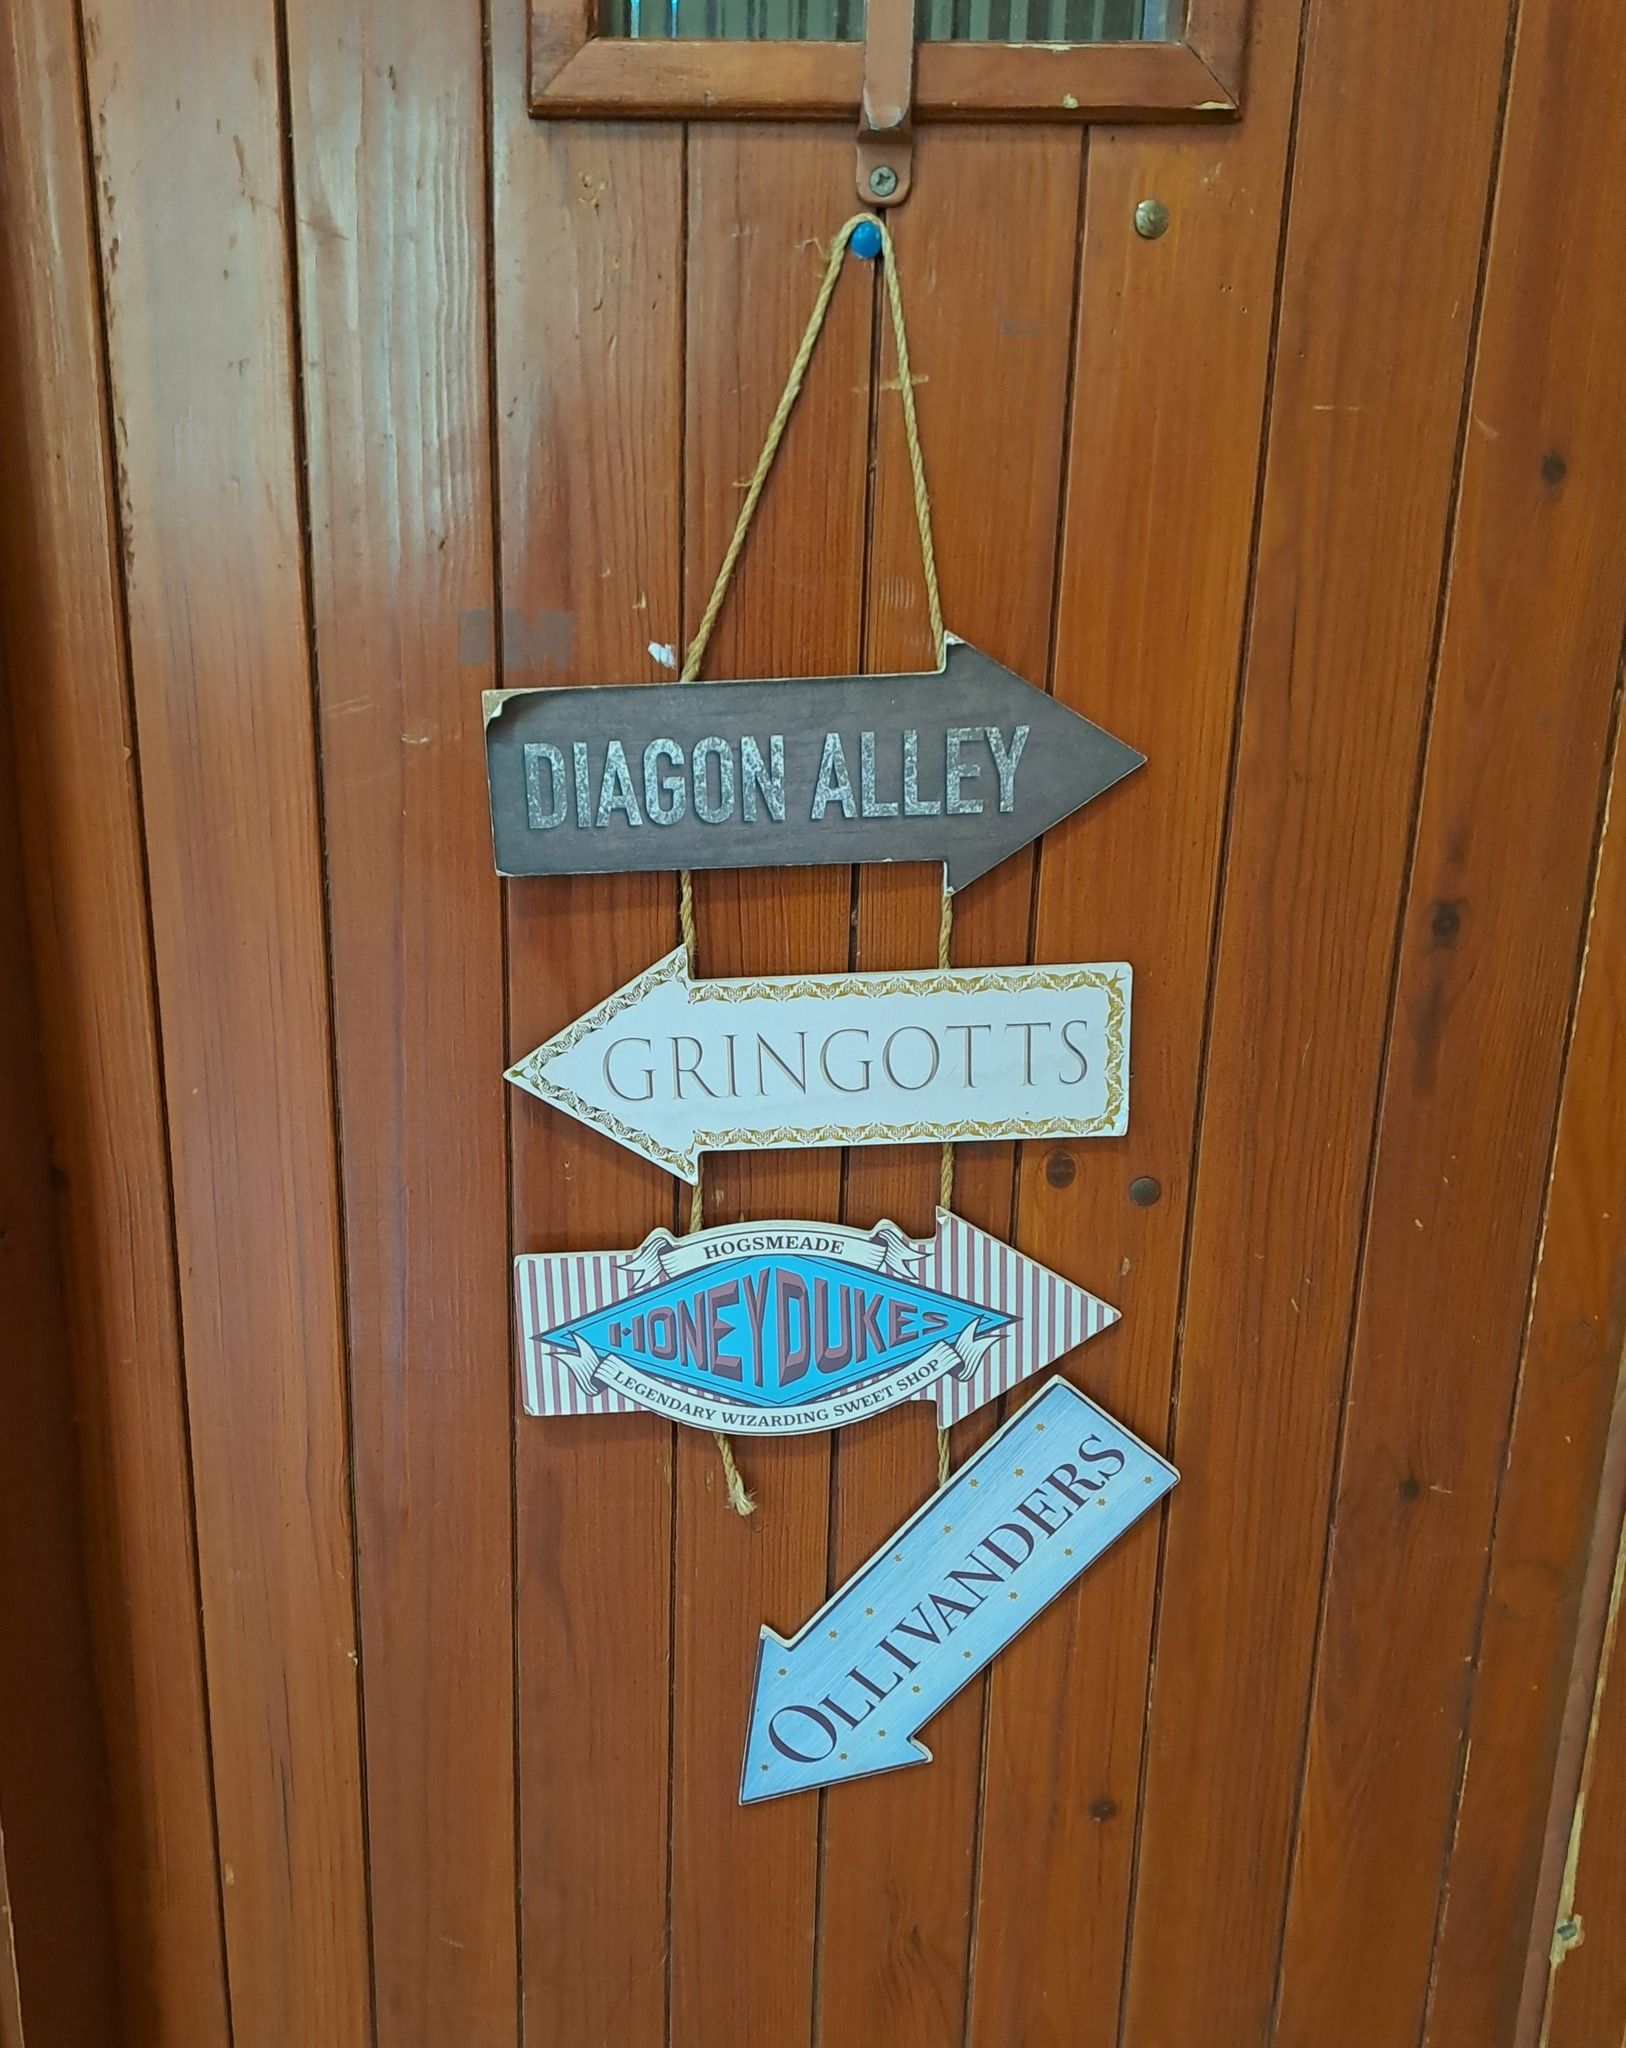 DIAGON ALLEY
GRINGOTTS
HOGSMEADE
HONEYDUKES
LEGENDARY WIZARDING SWEET SHOP
OLLIVANDERS